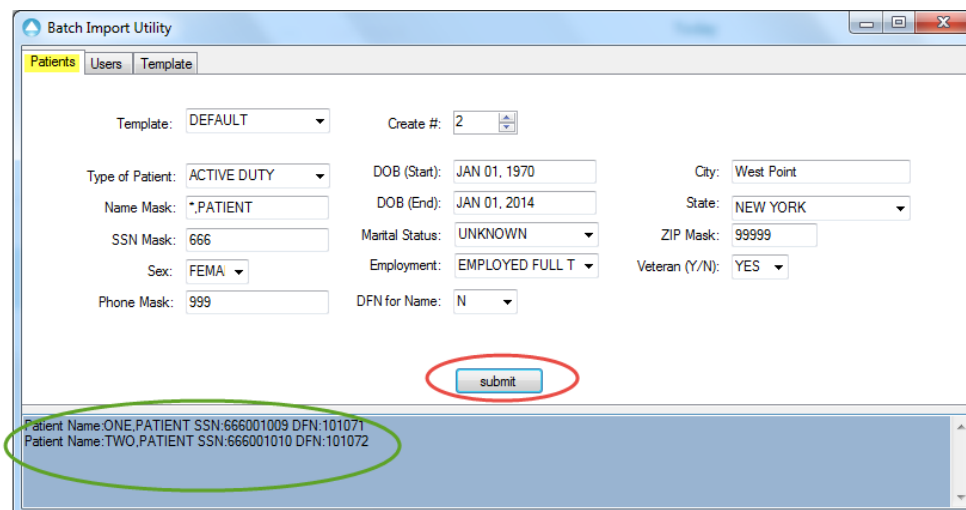 Batch Import Utility
Patients Users Template
Template: DEFAULT Create #: 2
Type of Patient: ACTIVE DUTY DOB (Start): JAN 01, 1970 City: West Point
Name Mask: *,PATIENT DOB (End): JAN 01, 2014 State: NEW YORK
SSN Mask: 666 Marital Status: UNKNOWN ZIP Mask: 99999
Sex: FEMA Employment: EMPLOYED FULL T Veteran (Y/N): YES
Phone Mask: 999 DFN for Name: N
submit
Patient Name:ONE,PATIENT SSN:666001009 DFN:101071
Patient Name:TWO,PATIENT SSN:666001010 DFN:101072